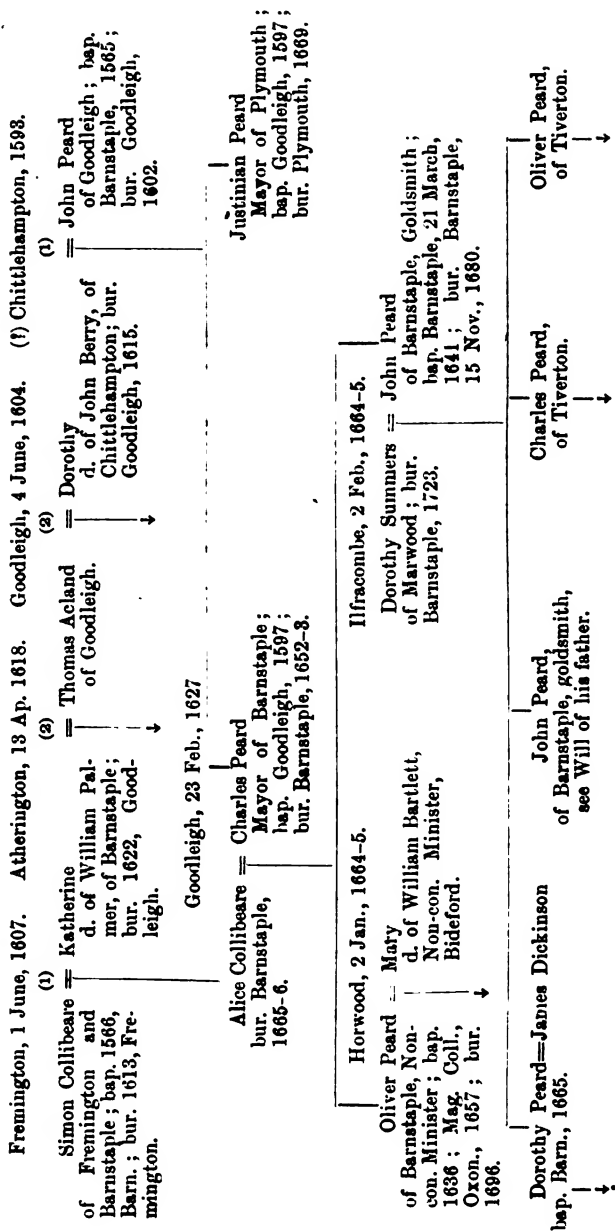 Fremington, 1 June, 1607. Atherington, 13 Ap. 1618. Goodleigh, 4 June, 1604. (?) Chittlehampton, 1593.
(1) (2) (2) (1)
Simon Collibeare = Katherine = Thomas Acland = Dorothy = John Peard
of Fremington and
Barnstaple; bap. 1566,
Barn.; bur. 1613, Fre-
mington.
d. of William Pal-
mer, of Barnstaple;
bur. 1622, Good-
leigh.
of Goodleigh.
d. of John Berry, of
Chittlehampton; bur.
Goodleigh, 1615.
of Goodleigh; bap.
Barnstaple, 1565;
bur. Goodleigh,
1602.
Goodleigh, 23 Feb., 1627
Alice Collibeare = Charles Peard
bur. Barnstaple,
1665-6.
Mayor of Barnstaple;
bap. Goodleigh, 1597;
bur. Barnstaple, 1652-3.
Justinian Peard
Mayor of Plymouth;
bap. Goodleigh, 1597;
bur. Plymouth, 1669.
Horwood, 2 Jan., 1664-5.
Oliver Peard = Mary
of Barnstaple, Non-
con. Minister; bap.
1636; Mag. Coll.,
Oxon., 1657; bur.
1696.
d. of William Bartlett,
Non-con. Minister,
Bideford.
Ilfracombe, 2 Feb., 1664-5.
Dorothy Summers = John Peard
of Marwood; bur.
Barnstaple, 1723.
of Barnstaple, Goldsmith;
bap. Barnstaple, 21 March,
1641; bur. Barnstaple,
15 Nov., 1680.
Dorothy Peard=James Dickinson
bap. Barn., 1665.
John Peard,
of Barnstaple, goldsmith,
see Will of his father.
Charles Peard,
of Tiverton.
Oliver Peard,
of Tiverton.